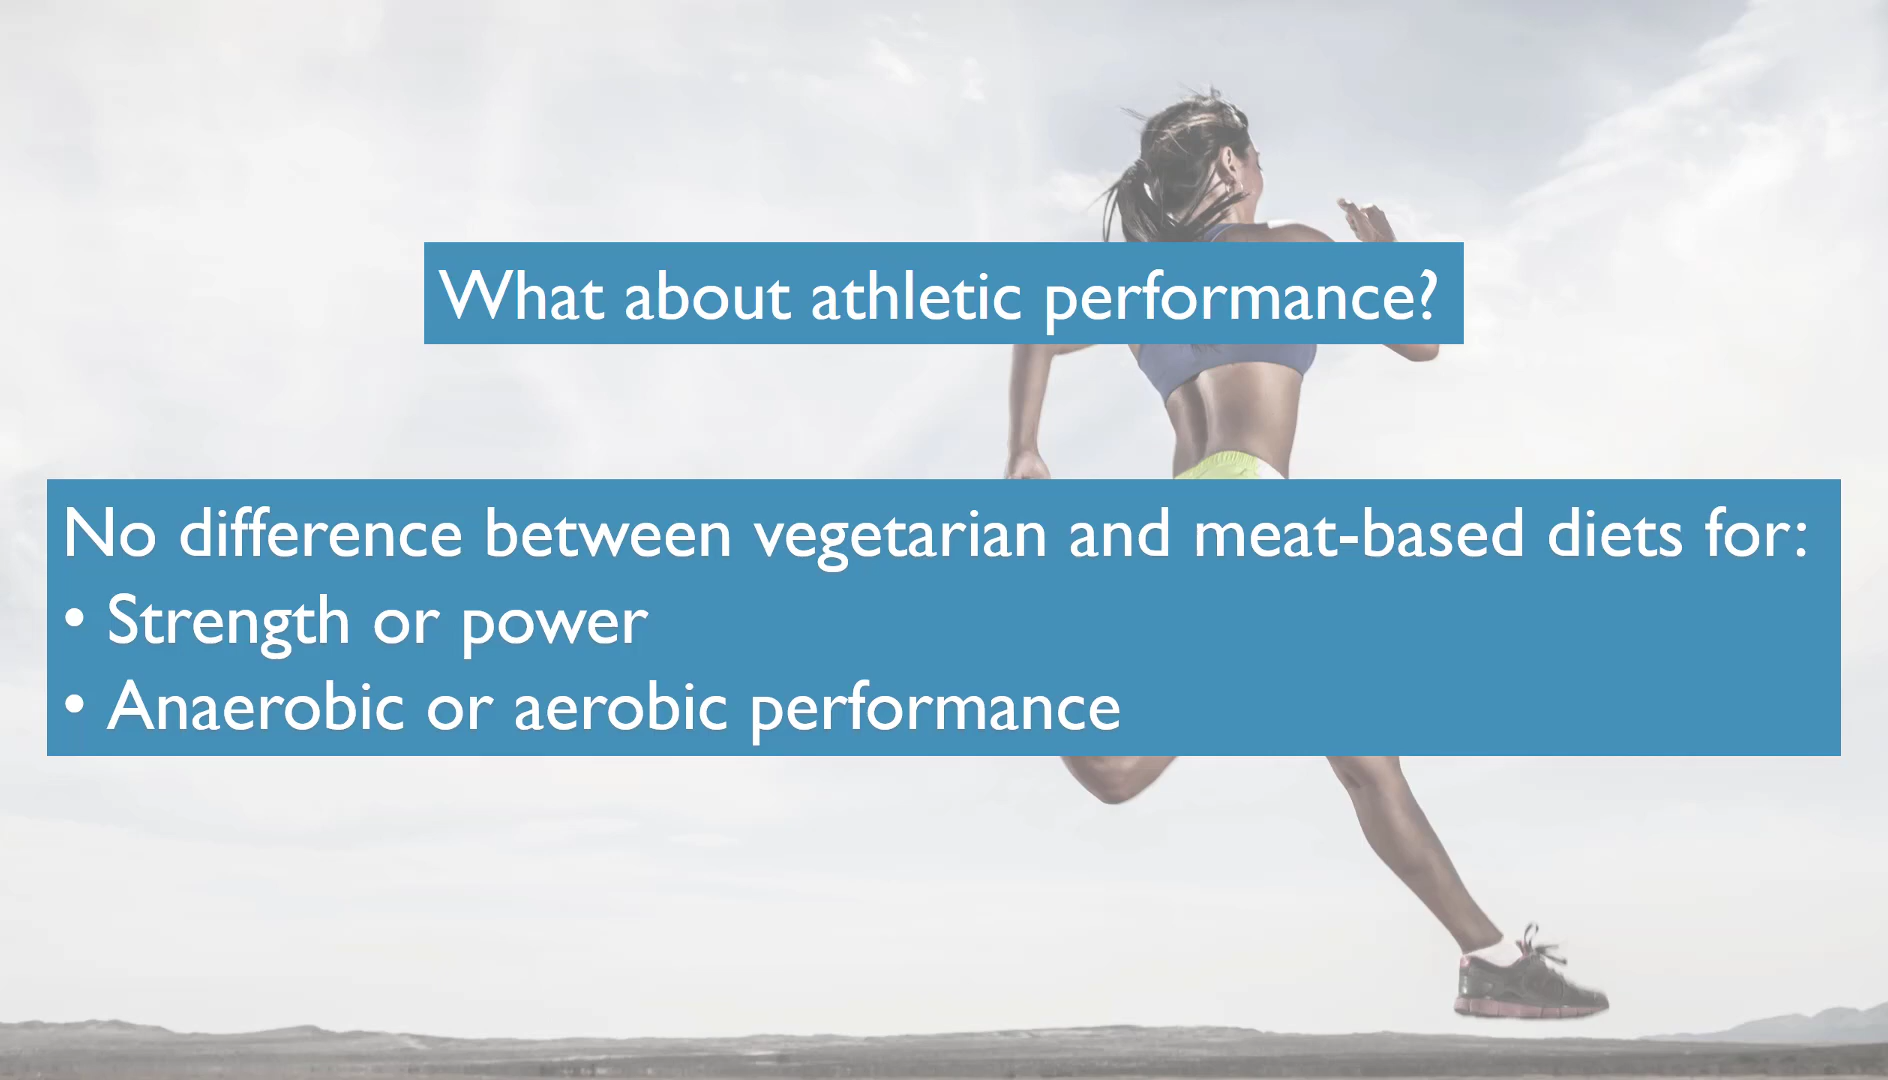 What about athletic performance?
No difference between vegetarian and meat-based diets for:
• Strength or power
• Anaerobic or aerobic performance